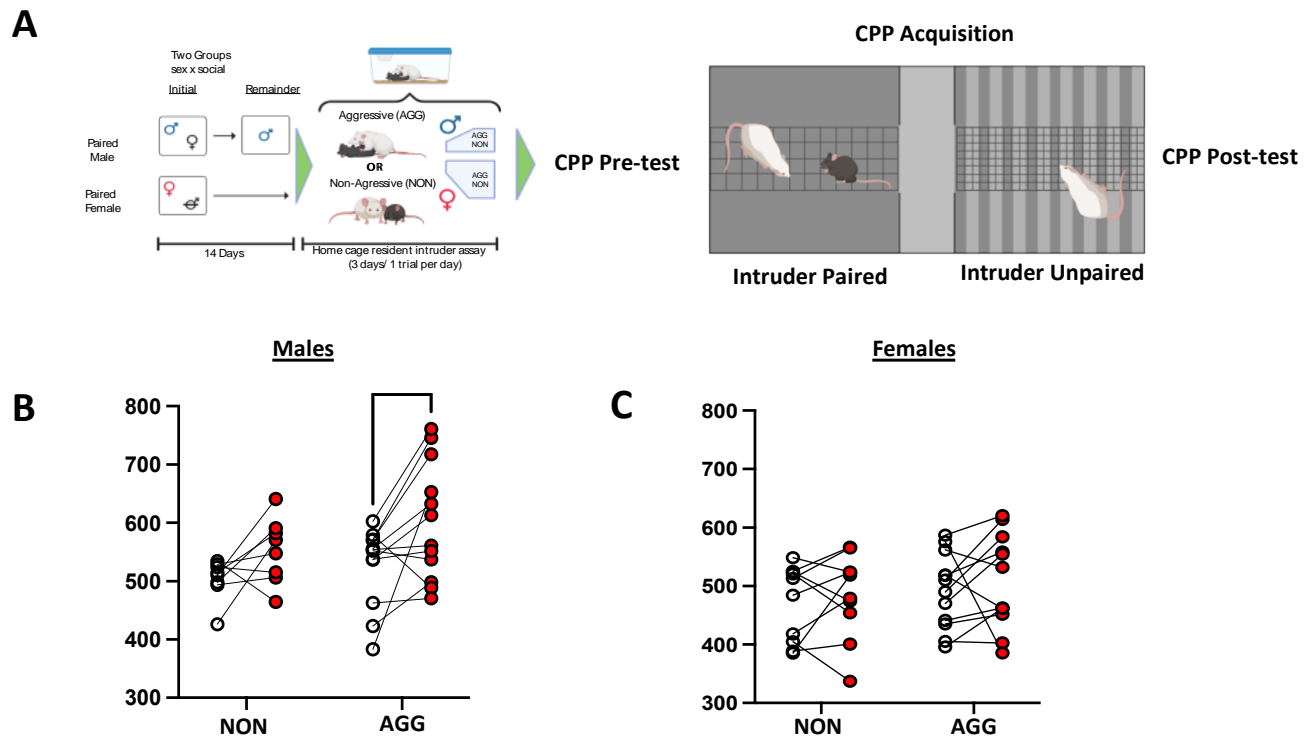 A
Two Groups
sex x social
Initial
Remainder
Paired
Male
Paired
Female
14 Days
Aggressive (AGG)
OR
Non-Agressive (NON)
AGG
NON
AGG
NON
Home cage resident intruder assay
(3 days/ 1 trial per day)
CPP Pre-test
CPP Acquisition
Intruder Paired
Intruder Unpaired
CPP Post-test
Males
B
800
700
600
500
400
300
NON
AGG
Females
C
800
700
600
500
400
300
NON
AGG